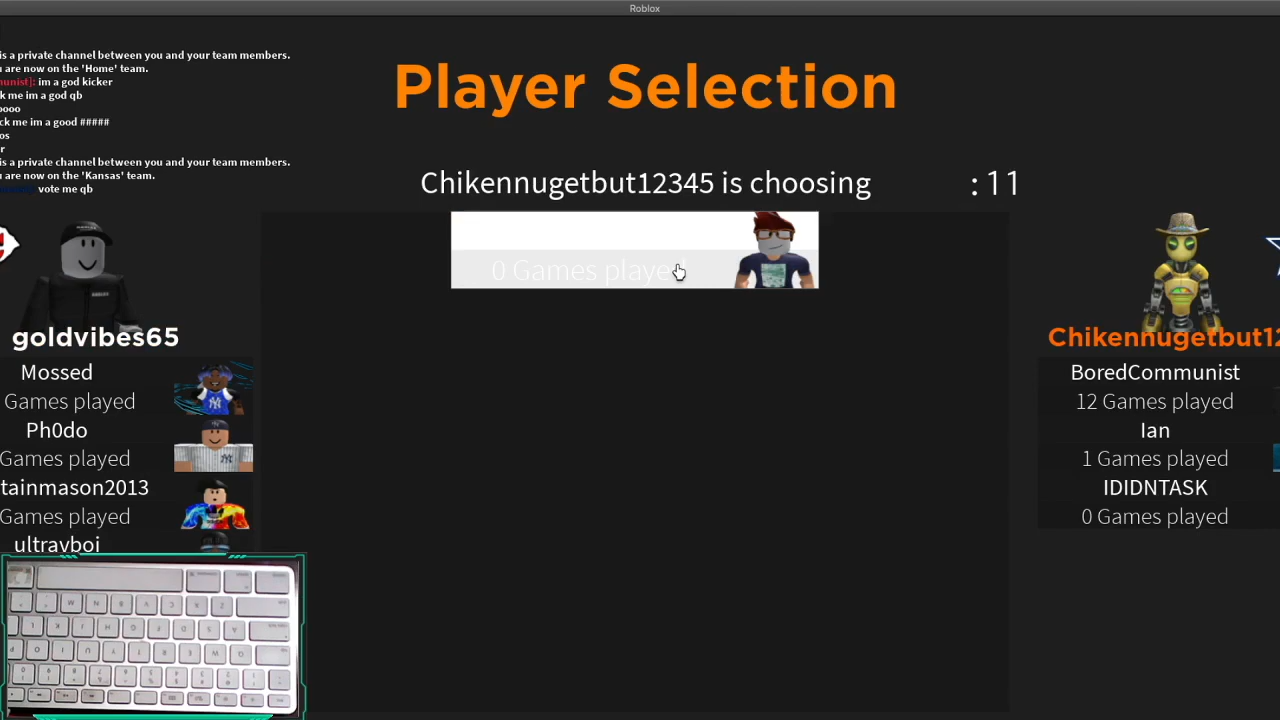 Roblox
is a private channel between you and your team members.
u are now on the 'Home' team.
munist]: im a god kicker
k me im a god qb
oooo
ck me im a good #####
os
r
is a private channel between you and your team members.
u are now on the 'Kansas' team.
vote me qb
Player Selection
Chikennugetbut12345 is choosing
:11
0 Games played
goldvibes65
Mossed
Games played
Ph0do
Games played
tainmason2013
Games played
ultravboi
Chikennugetbut12
BoredCommunist
12 Games played
Ian
1 Games played
IDIDNTASK
0 Games played